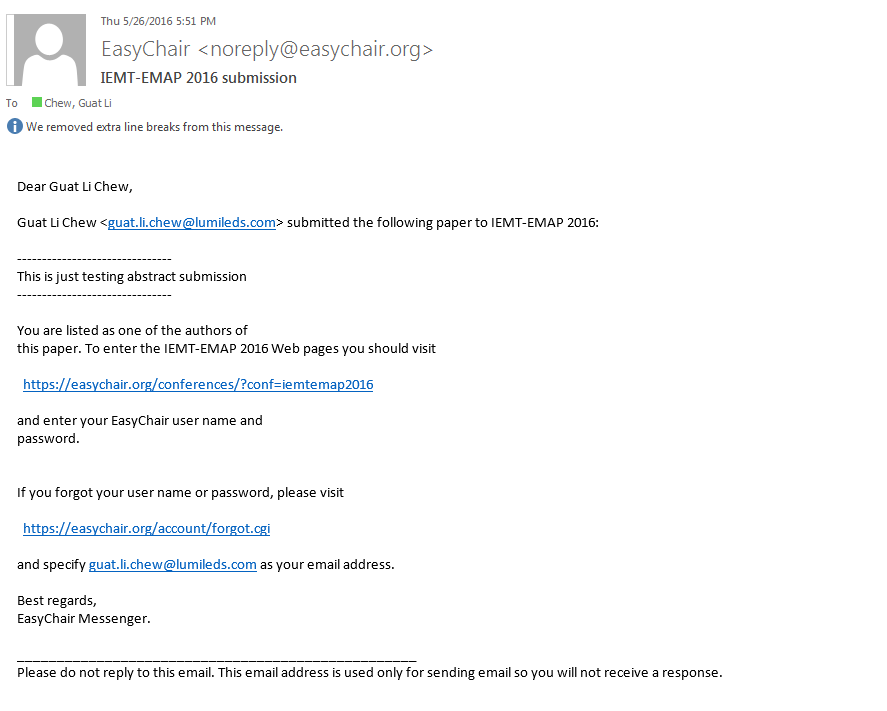 Thu 5/26/2016 5:51 PM
EasyChair <noreply@easychair.org>
IEMT-EMAP 2016 submission
To Chew, Guat Li
We removed extra line breaks from this message.
Dear Guat Li Chew,
Guat Li Chew <guat.li.chew@lumileds.com> submitted the following paper to IEMT-EMAP 2016:
-------------------------------
This is just testing abstract submission
-------------------------------
You are listed as one of the authors of
this paper. To enter the IEMT-EMAP 2016 Web pages you should visit
https://easychair.org/conferences/?conf=iemtemap2016
and enter your EasyChair user name and
password.
If you forgot your user name or password, please visit
https://easychair.org/account/forgot.cgi
and specify guat.li.chew@lumileds.com as your email address.
Best regards,
EasyChair Messenger.
__________________________________________________
Please do not reply to this email. This email address is used only for sending email so you will not receive a response.